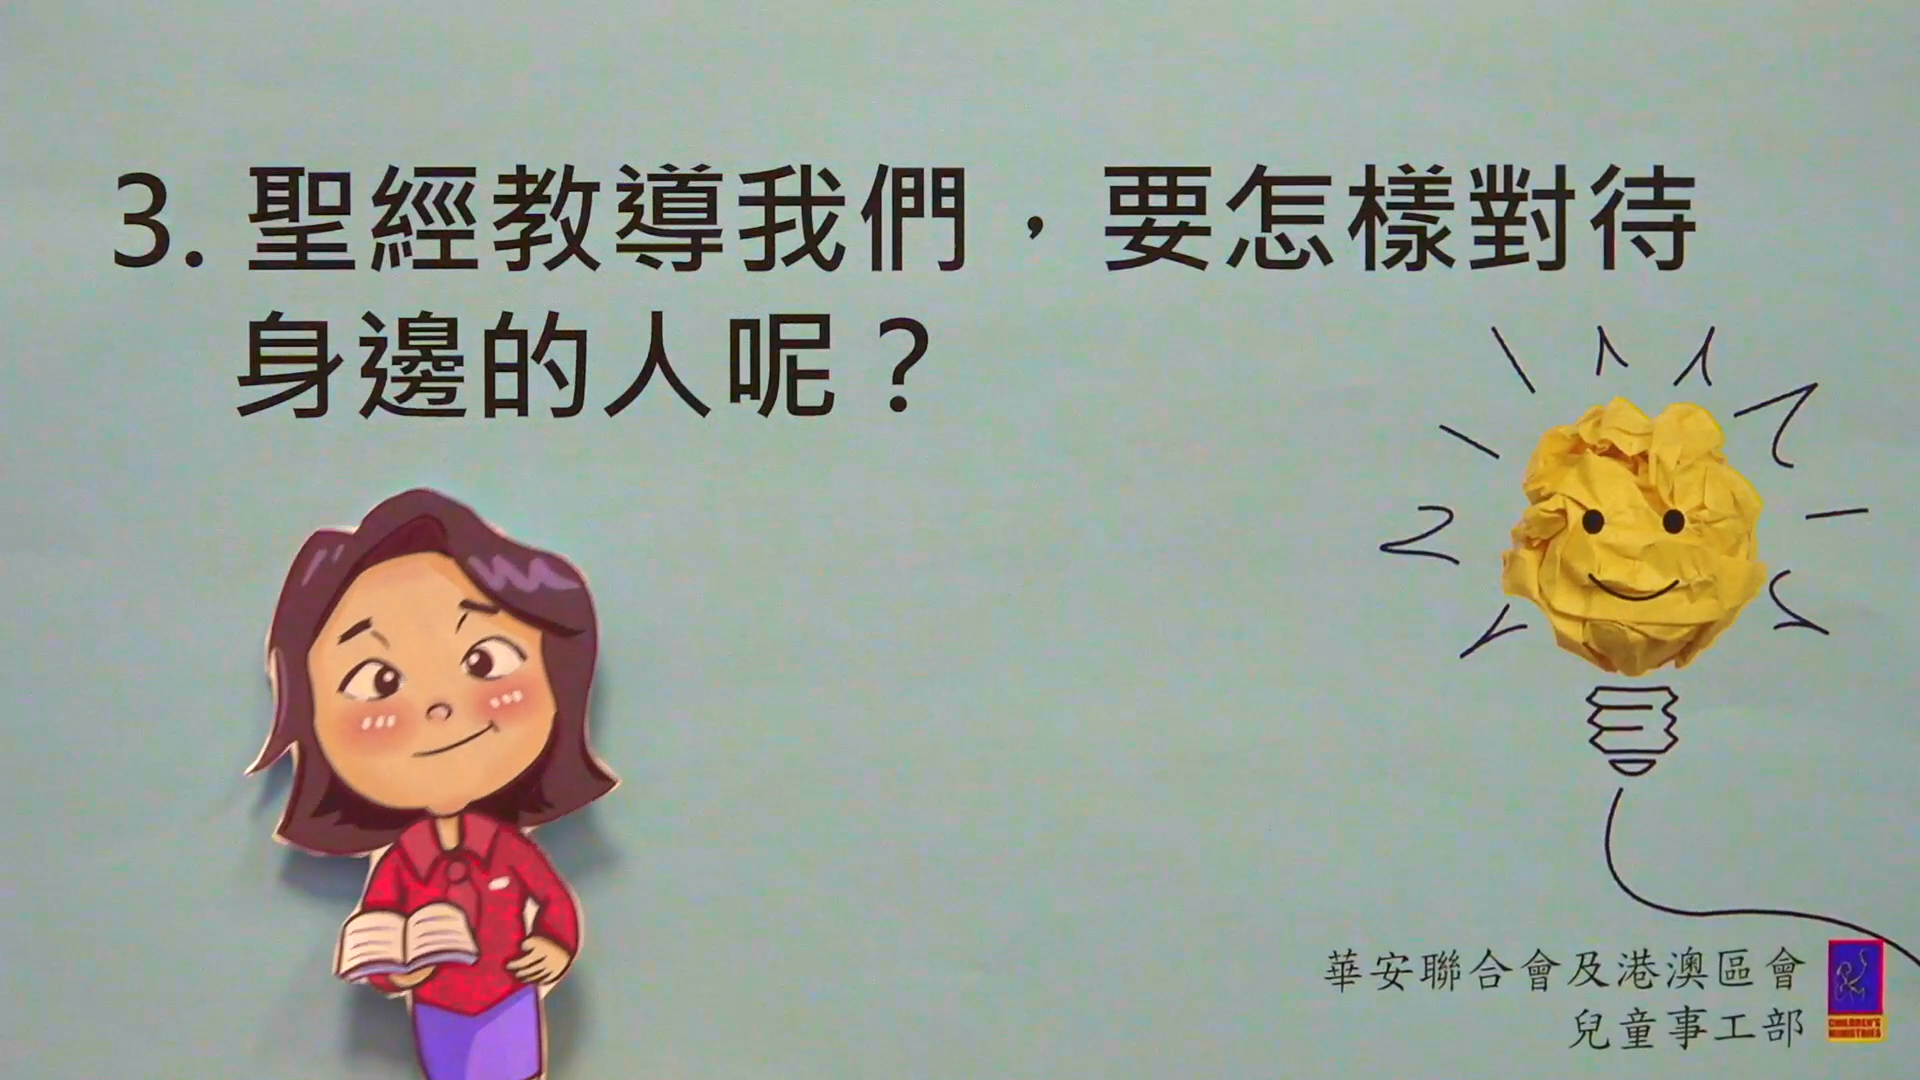 3. 聖經教導我們，要怎樣對待
身邊的人呢？
華安聯合會及港澳區會
兒童事工部
CHILDREN'S
MINISTRIES